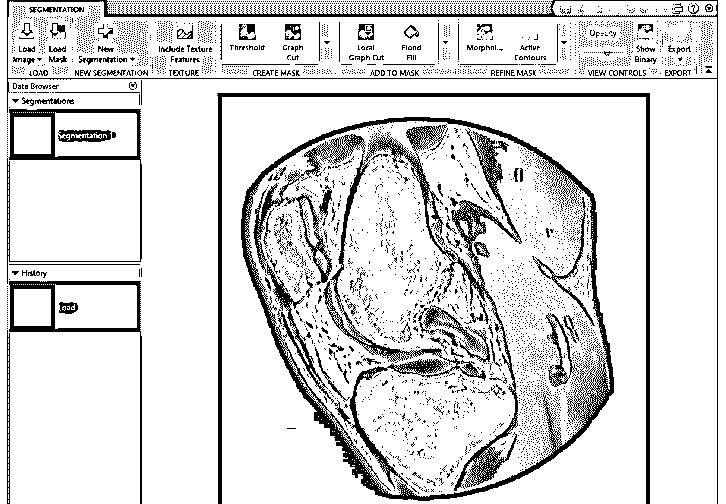 SEGMENTATION
Load Image
Load Mask
New Segmentation
Include Texture Features
Threshold
Graph Cut
Local Graph Cut
Flood Fill
Morphol...
Active Contours
Opacity
Show Binary
Export
LOAD
NEW SEGMENTATION
TEXTURE
CREATE MASK
ADD TO MASK
REFINE MASK
VIEW CONTROLS
EXPORT
Data Browser
Segmentations
Segmentation 1
History
Load